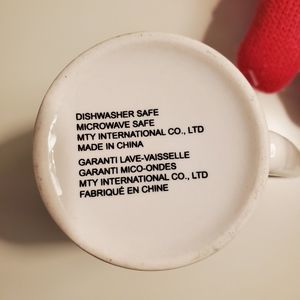 DISHWASHER SAFE
MICROWAVE SAFE
MTY INTERNATIONAL CO., LTD
MADE IN CHINA
GARANTI LAVE-VAISSELLE
GARANTI MICO-ONDES
MTY INTERNATIONAL CO., LTD
FABRIQUÉ EN CHINE